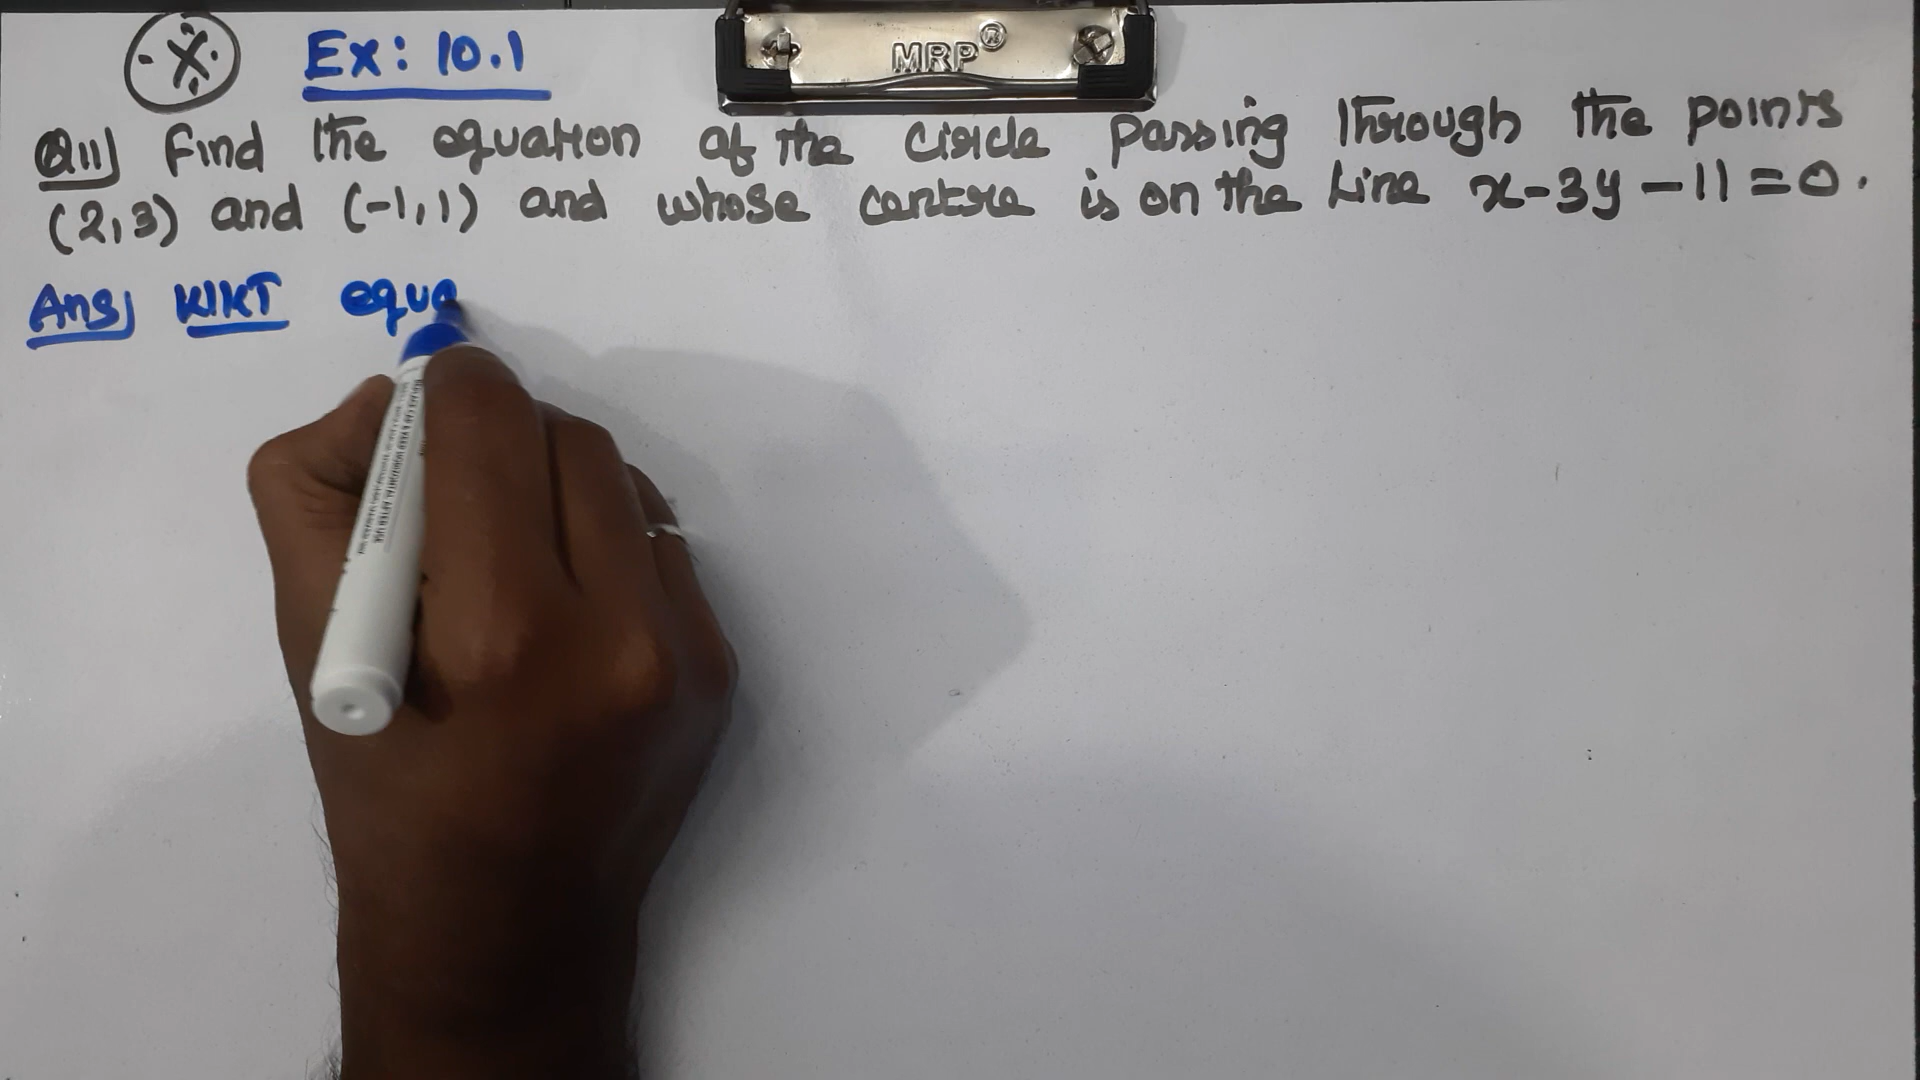 X
Ex: 10.1
MRP®
Q11) Find the equation of the circle passing through the points
(2,3) and (-1,1) and whose centre is on the line x-3y-11=0.
Ans) WKT equa